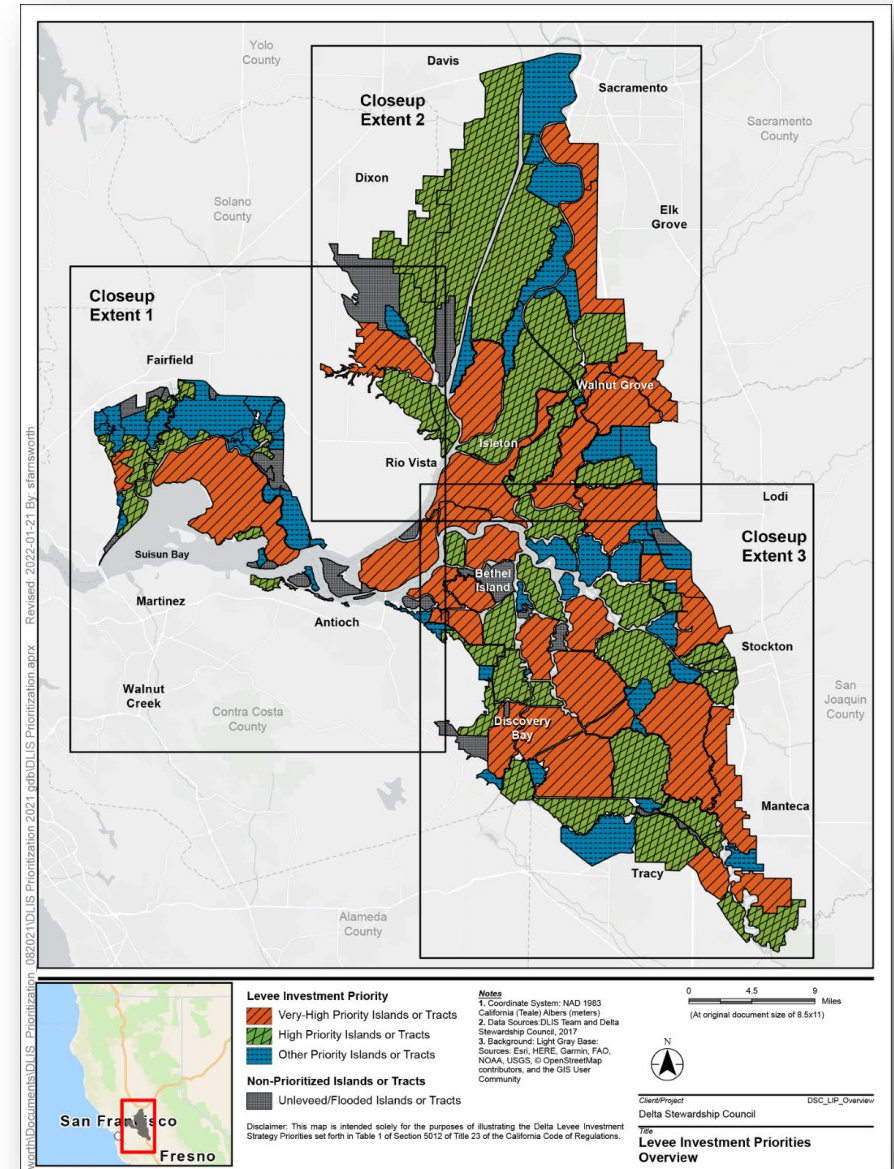 Yolo
County
Davis
Sacramento
Closeup
Extent 2
Sacramento
County
Dixon
Solano
County
Elk
Grove
Closeup
Extent 1
Fairfield
Walnut Grove
Isleton
Rio Vista
Lodi
Closeup
Extent 3
Suisun Bay
Bethel
Island
Martinez
Antioch
Stockton
Walnut
Creek
Contra Costa
County
San
Joaquin
County
Discovery
Bay
Manteca
Tracy
Alameda
County
worth\Documents\DLIS_Prioritization_082021\DLIS Prioritization 2021.gdb\DLIS Prioritization.aprx Revised: 2022-01-21 By: sfarnsworth
San Francisco
Fresno
Levee Investment Priority
Very-High Priority Islands or Tracts
High Priority Islands or Tracts
Other Priority Islands or Tracts
Non-Prioritized Islands or Tracts
Unleveed/Flooded Islands or Tracts
Notes
1. Coordinate System: NAD 1983
California (Teale) Albers (meters)
2. Data Sources:DLIS Team and Delta
Stewardship Council, 2017
3. Background: Light Gray Base:
Sources: Esri, HERE, Garmin, FAO,
NOAA, USGS, © OpenStreetMap
contributors, and the GIS User
Community
Disclaimer: This map is intended solely for the purposes of illustrating the Delta Levee Investment
Strategy Priorities set forth in Table 1 of Section 5012 of Title 23 of the California Code of Regulations.
0 4.5 9
Miles
(At original document size of 8.5x11)
N
Client/Project DSC_LIP_Overview
Delta Stewardship Council
Title
Levee Investment Priorities
Overview